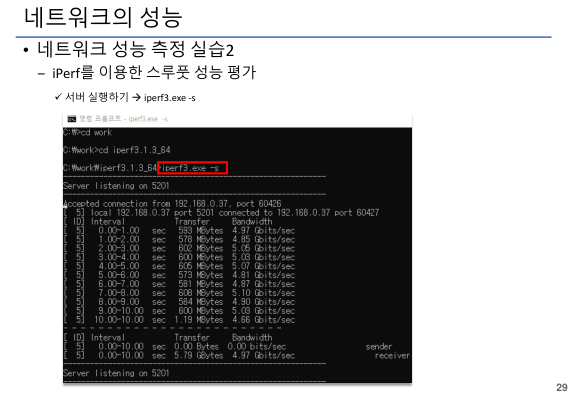 네트워크의 성능
• 네트워크 성능 측정 실습2
– iPerf를 이용한 스루풋 성능 평가
✓ 서버 실행하기 → iperf3.exe -s
명령 프롬프트 - iperf3.exe -s
C:₩>cd work
C:₩work>cd iperf3.1.3_64
C:₩work₩iperf3.1.3_64>iperf3.exe -s
-----------------------------------------------------------
Server listening on 5201
-----------------------------------------------------------
Accepted connection from 192.168.0.37, port 60426
[  5] local 192.168.0.37 port 5201 connected to 192.168.0.37 port 60427
[ ID] Interval           Transfer     Bandwidth
[  5]   0.00-1.00   sec   593 MBytes  4.97 Gbits/sec
[  5]   1.00-2.00   sec   578 MBytes  4.85 Gbits/sec
[  5]   2.00-3.00   sec   602 MBytes  5.05 Gbits/sec
[  5]   3.00-4.00   sec   600 MBytes  5.03 Gbits/sec
[  5]   4.00-5.00   sec   605 MBytes  5.07 Gbits/sec
[  5]   5.00-6.00   sec   573 MBytes  4.81 Gbits/sec
[  5]   6.00-7.00   sec   581 MBytes  4.87 Gbits/sec
[  5]   7.00-8.00   sec   608 MBytes  5.10 Gbits/sec
[  5]   8.00-9.00   sec   584 MBytes  4.90 Gbits/sec
[  5]   9.00-10.00  sec   600 MBytes  5.03 Gbits/sec
[  5]  10.00-10.00  sec  1.19 MBytes  4.66 Gbits/sec
- - - - - - - - - - - - - - - - - - - - - - - - -
[ ID] Interval           Transfer     Bandwidth
[  5]   0.00-10.00  sec  0.00 Bytes  0.00 bits/sec                  sender
[  5]   0.00-10.00  sec  5.79 GBytes  4.97 Gbits/sec                  receiver
-----------------------------------------------------------
Server listening on 5201
-----------------------------------------------------------
29